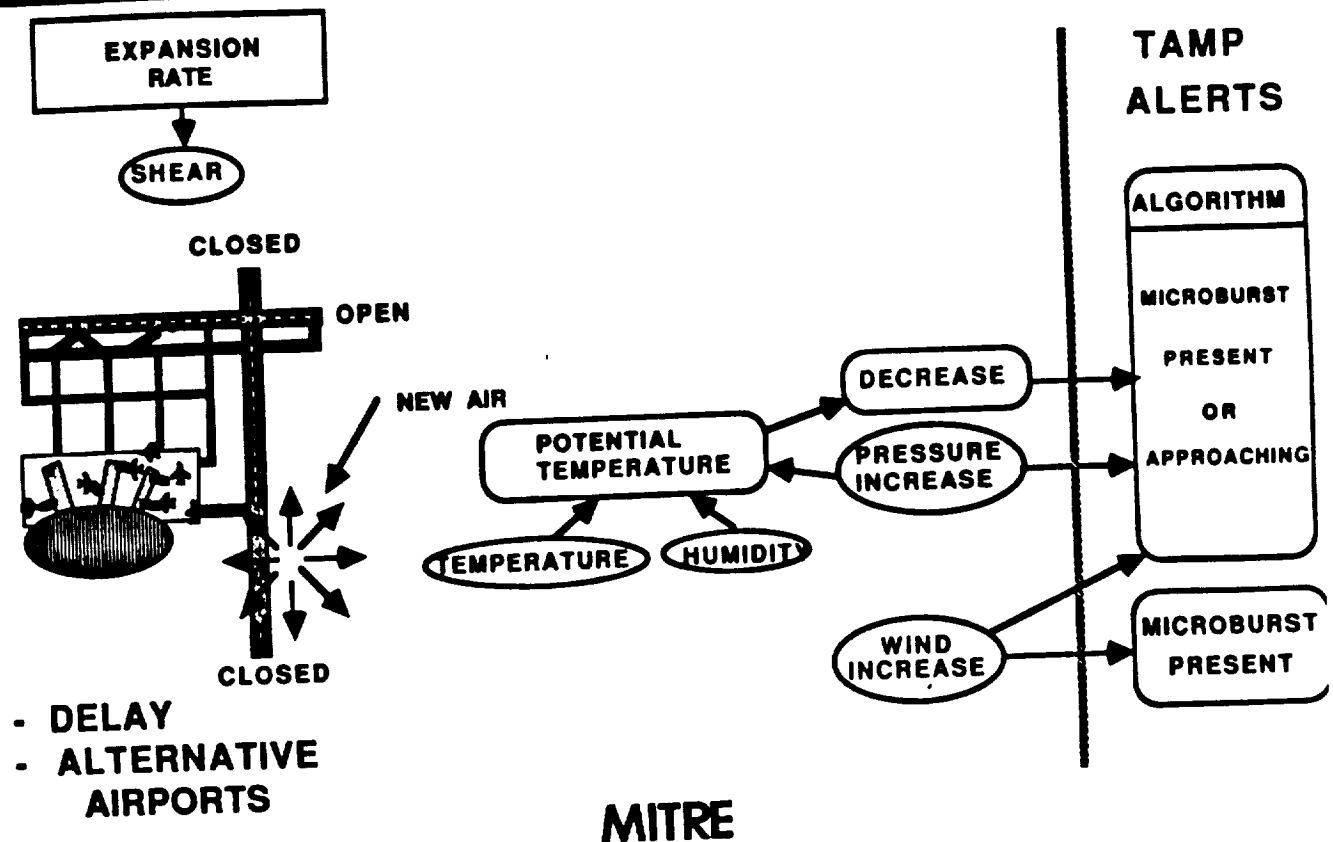 EXPANSION
RATE
SHEAR
CLOSED
OPEN
NEW AIR
CLOSED
- DELAY
- ALTERNATIVE
AIRPORTS
POTENTIAL
TEMPERATURE
TEMPERATURE
HUMIDITY
DECREASE
PRESSURE
INCREASE
WIND
INCREASE
TAMP
ALERTS
ALGORITHM
MICROBURST
PRESENT
OR
APPROACHING
MICROBURST
PRESENT
MITRE